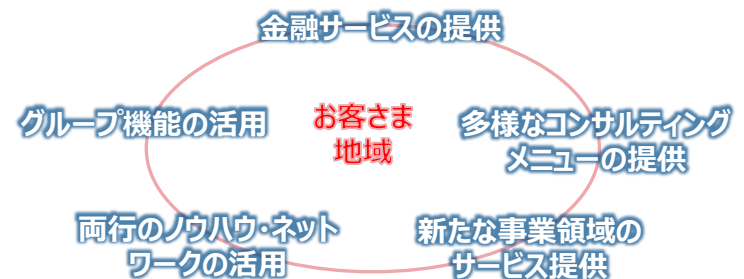 金融サービスの提供
グループ機能の活用
お客さま
地域
多様なコンサルティング
メニューの提供
両行のノウハウ・ネット
ワークの活用
新たな事業領域の
サービス提供